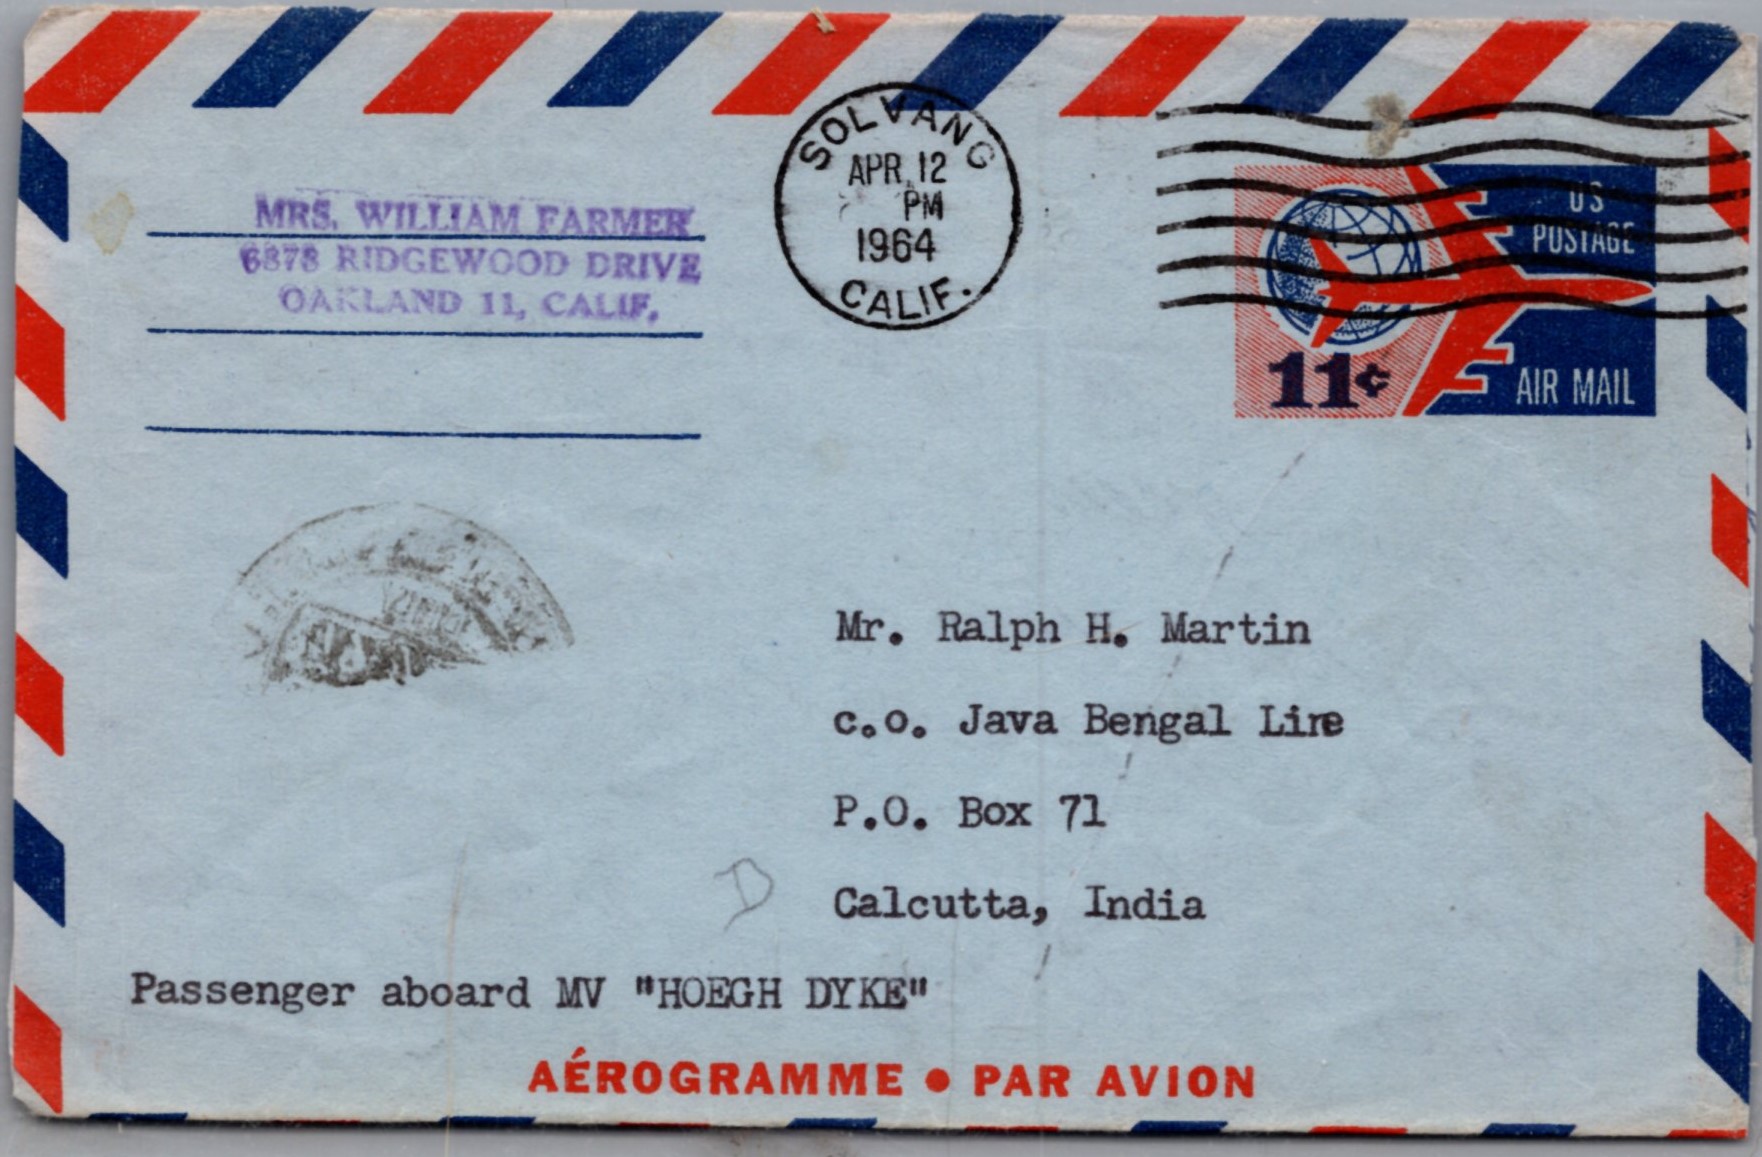 MRS. WILLIAM FARMER
6878 RIDGEWOOD DRIVE
OAKLAND 11, CALIF.
SOLVANG
APR 12
PM
1964
CALIF.
US
POSTAGE
11¢
AIR MAIL
Mr. Ralph H. Martin
c.o. Java Bengal Line
P.O. Box 71
Calcutta, India
D
Passenger aboard MV "HOEGH DYKE"
AÉROGRAMME • PAR AVION